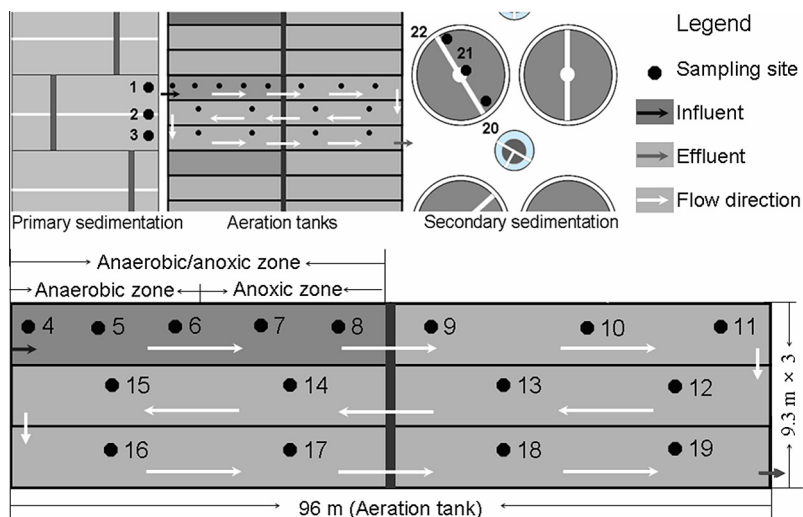 Legend
Sampling site
Influent
Effluent
Flow direction
1
2
3
22
21
20
Primary sedimentation
Aeration tanks
Secondary sedimentation
Anaerobic/anoxic zone
Anaerobic zone
Anoxic zone
4 5 6 7 8 9 10 11
15 14 13 12
16 17 18 19
9.3 m × 3
96 m (Aeration tank)